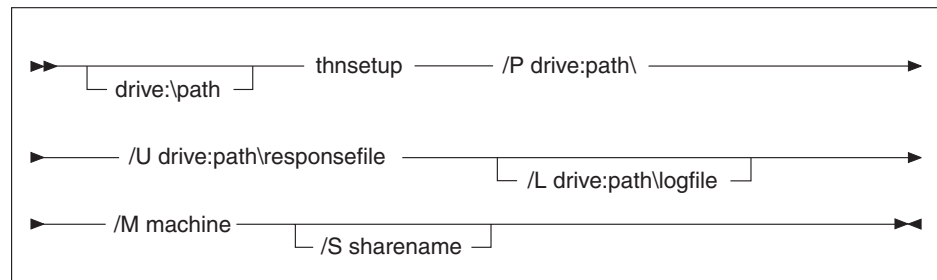 thnsetup /P drive:path\
drive:\path
/U drive:path\responsefile
/L drive:path\logfile
/M machine
/S sharename